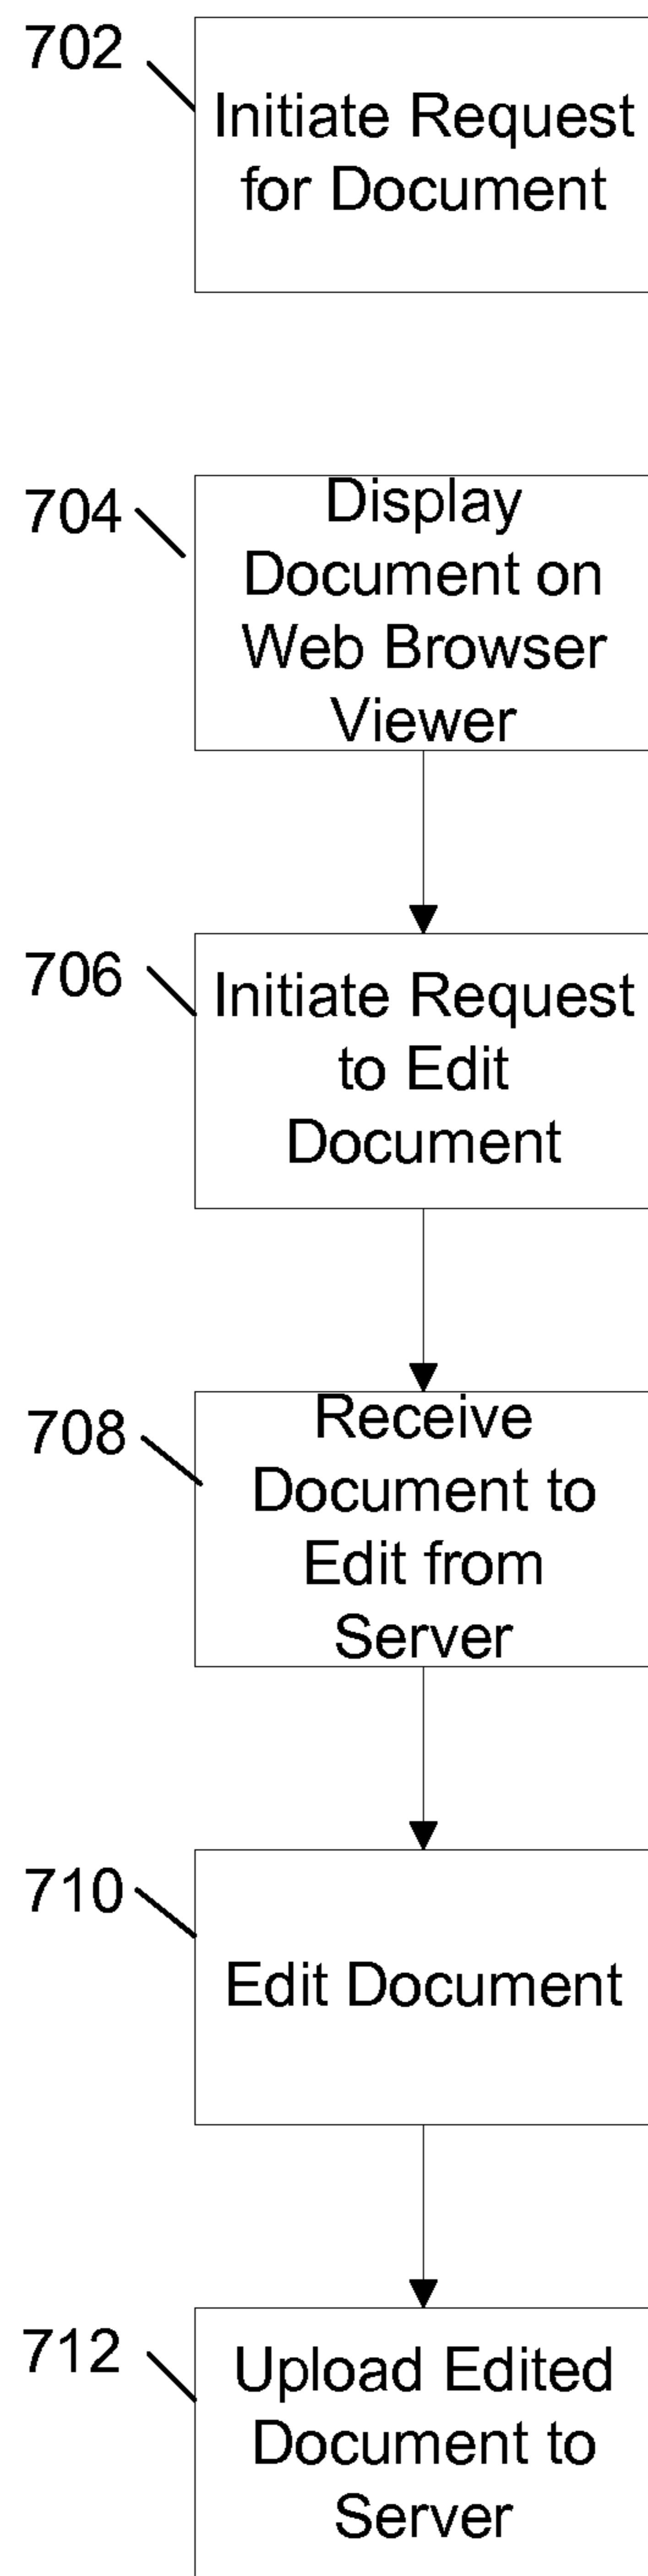 702
Initiate Request
for Document
704
Display
Document on
Web Browser
Viewer
706
Initiate Request
to Edit
Document
708
Receive
Document to
Edit from
Server
710
Edit Document
712
Upload Edited
Document to
Server